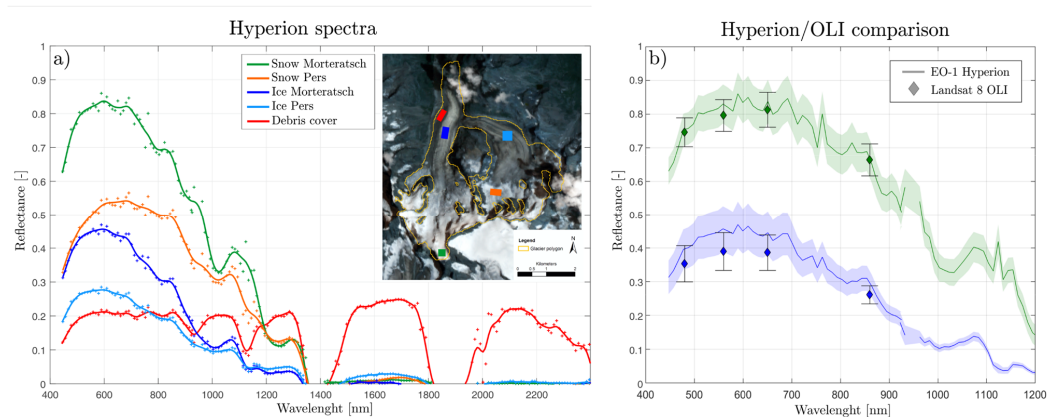 Hyperion spectra
a)
Snow Morteratsch
Snow Pers
Ice Morteratsch
Ice Pers
Debris cover
Legend
Glacier polygon
N
Kilometers
0 0.5 1 2
Reflectance [-]
1
0.9
0.8
0.7
0.6
0.5
0.4
0.3
0.2
0.1
0
400 600 800 1000 1200 1400 1600 1800 2000 2200
Wavelenght [nm]
Hyperion/OLI comparison
b)
EO-1 Hyperion
Landsat 8 OLI
Reflectance [-]
1
0.9
0.8
0.7
0.6
0.5
0.4
0.3
0.2
0.1
0
400 500 600 700 800 900 1000 1100 1200
Wavelenght [nm]